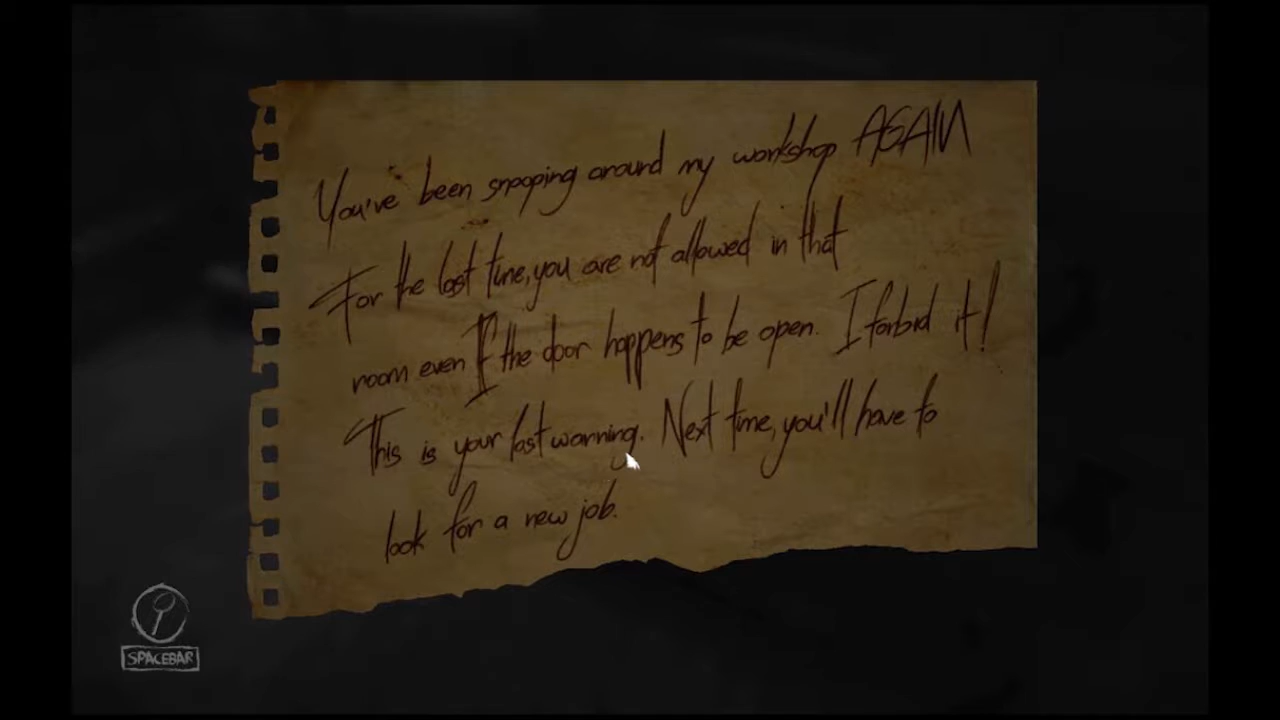 You've been snooping around my workshop AGAIN
For the last time, you are not allowed in that
room even If the door happens to be open. I forbid it!
This is your last warning. Next time, you'll have to
look for a new job.
SPACEBAR